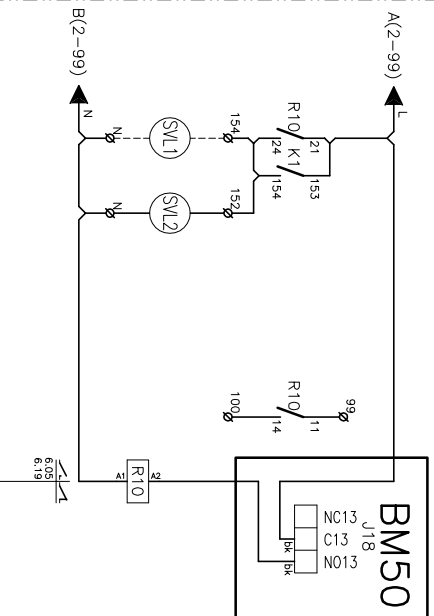 B(2-99)
A(2-99)
N
L
N
SVL1
154
R10
24
21
K1
154
153
N
SVL2
152
R10
100
14
11
99
6.05
6.19
A1
R10
A2
BM50
J18
NC13
C13
NO13
bk
bk